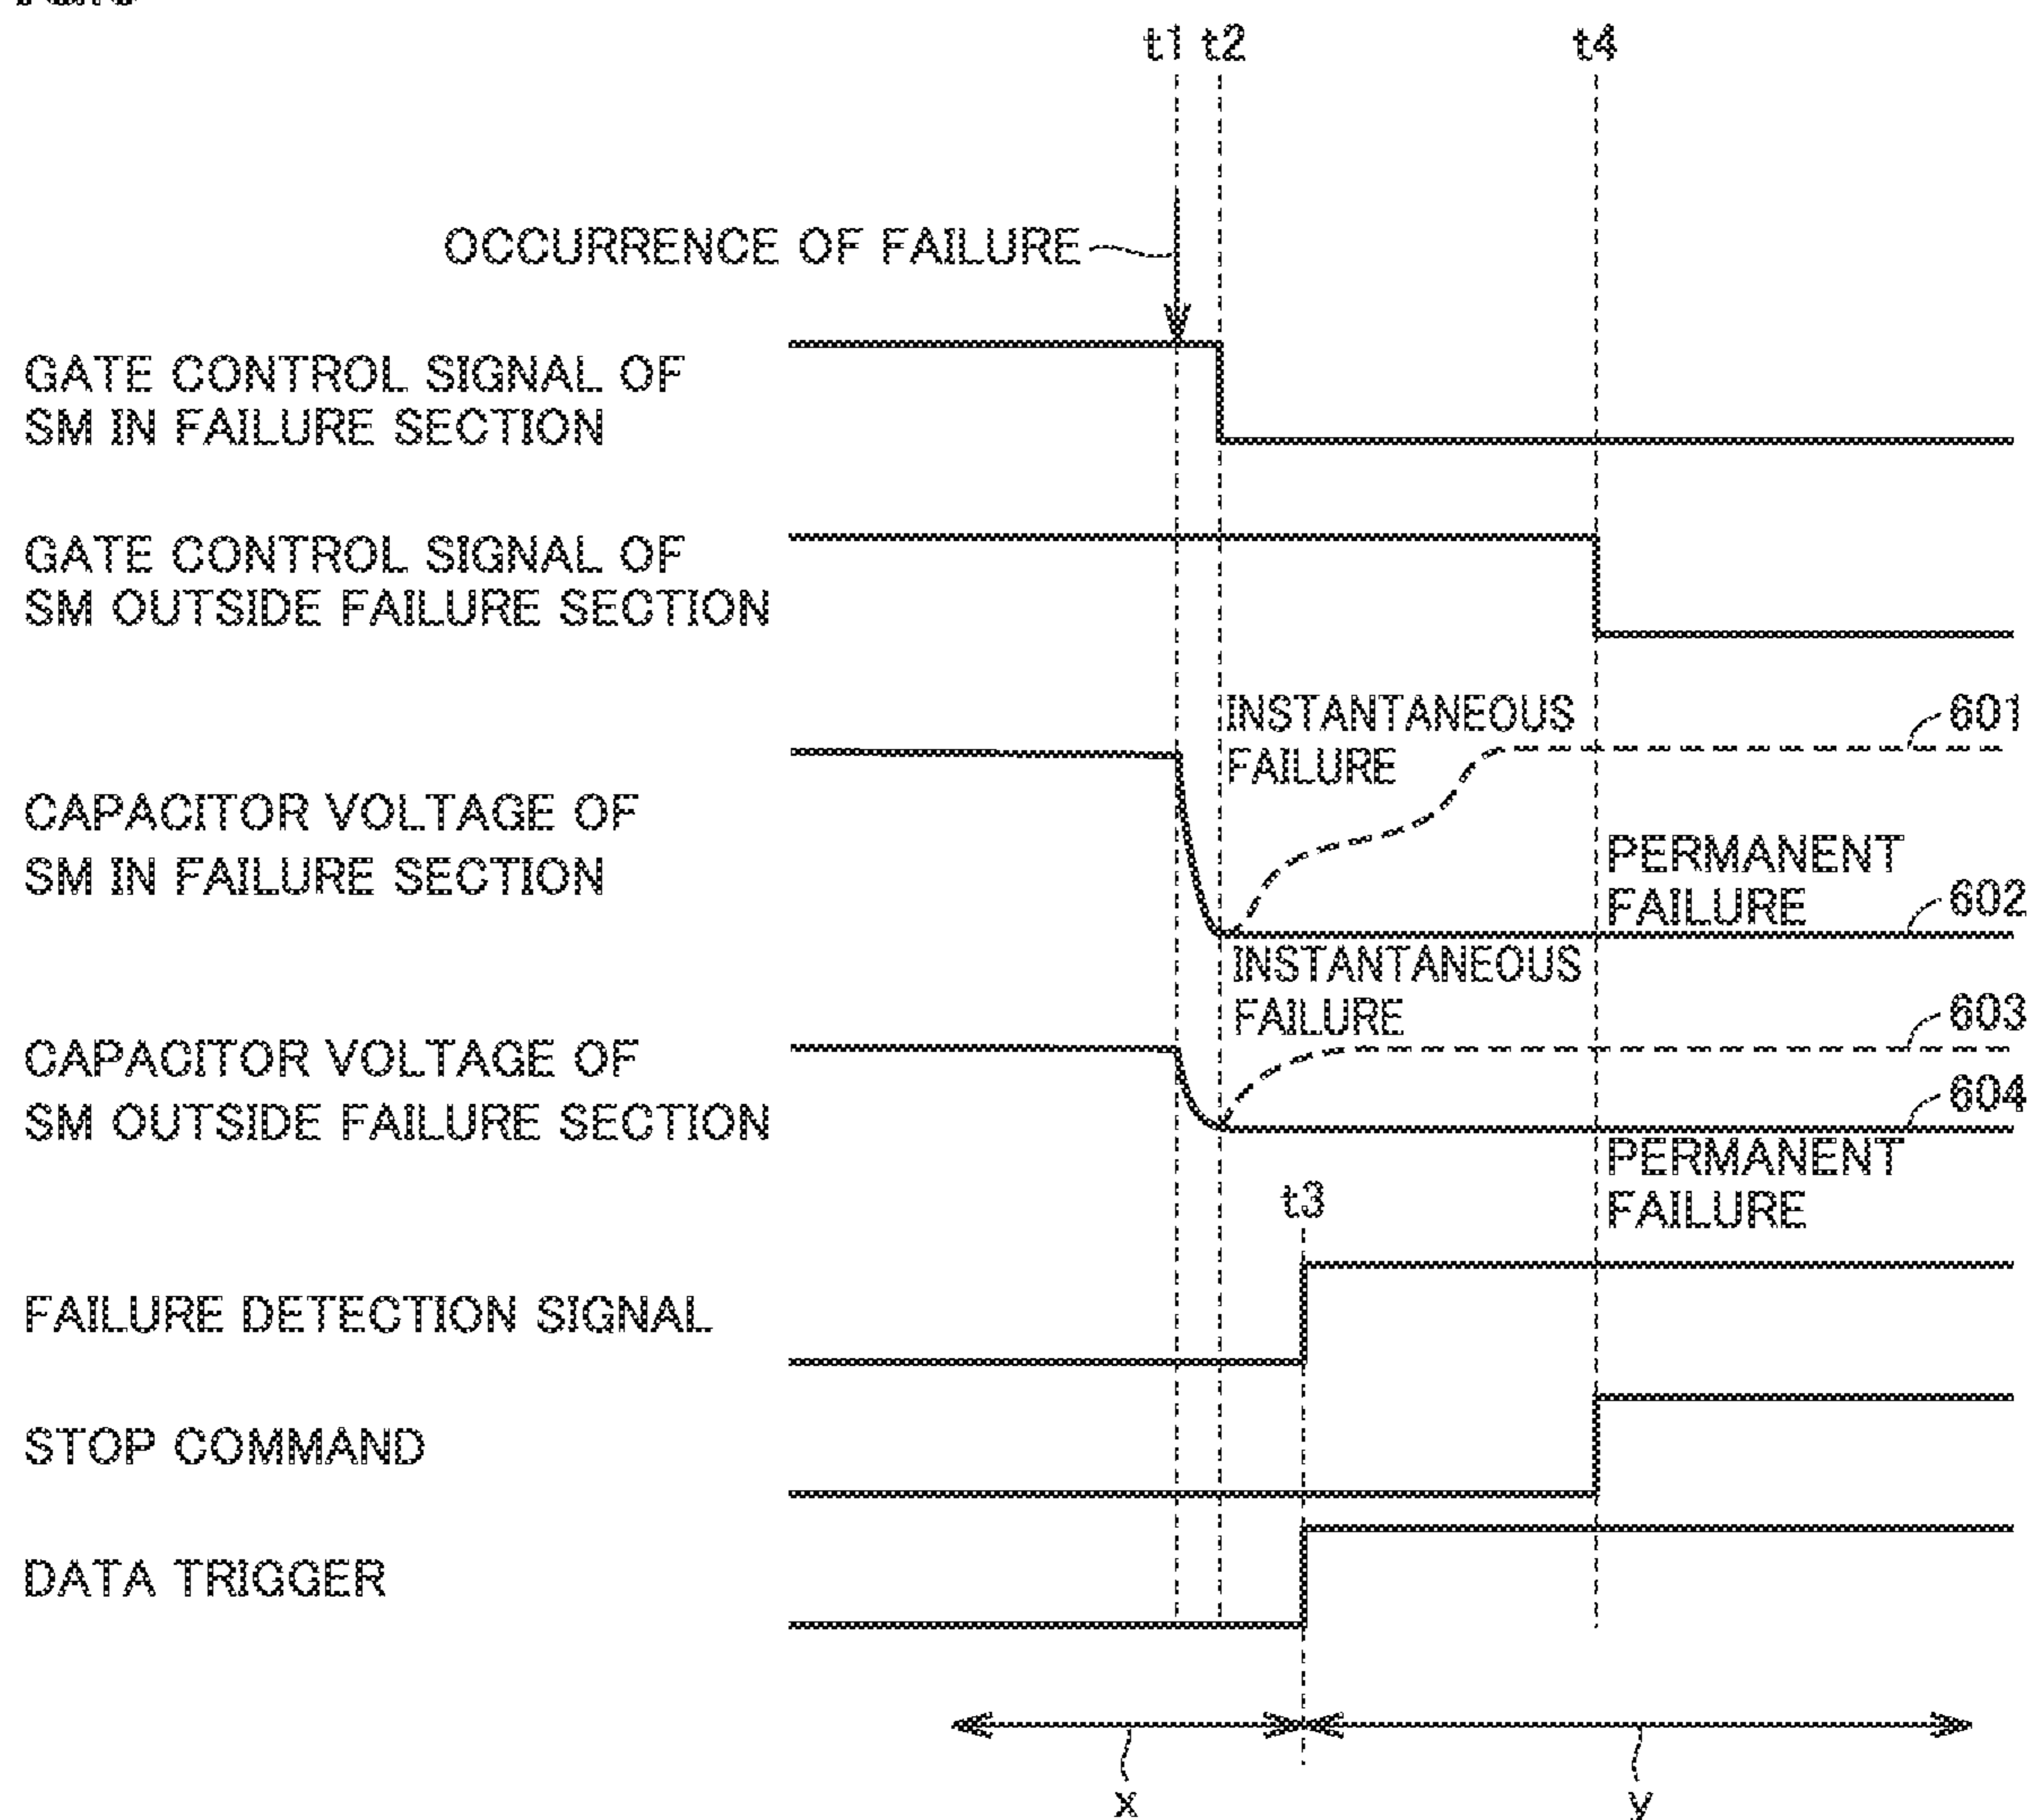 t1 t2 t4
OCCURRENCE OF FAILURE
GATE CONTROL SIGNAL OF
SM IN FAILURE SECTION
GATE CONTROL SIGNAL OF
SM OUTSIDE FAILURE SECTION
INSTANTANEOUS
FAILURE
601
CAPACITOR VOLTAGE OF
SM IN FAILURE SECTION
PERMANENT
FAILURE
602
INSTANTANEOUS
FAILURE
603
CAPACITOR VOLTAGE OF
SM OUTSIDE FAILURE SECTION
604
PERMANENT
FAILURE
t3
FAILURE DETECTION SIGNAL
STOP COMMAND
DATA TRIGGER
x y